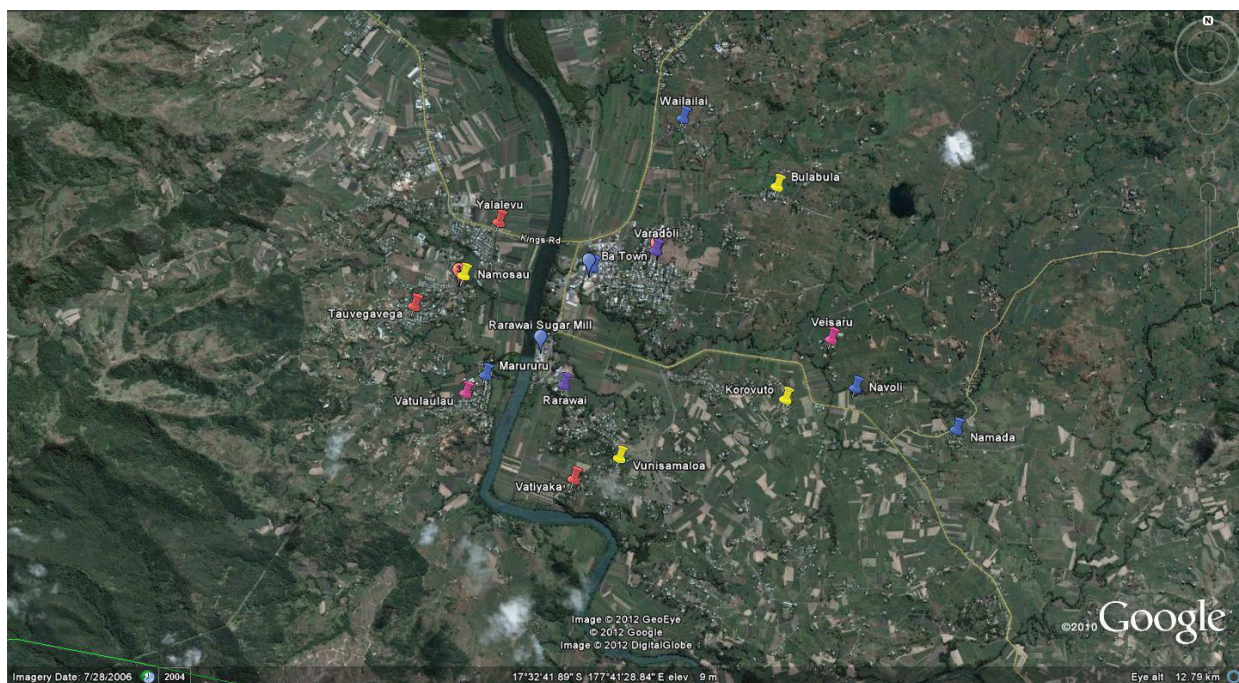 N
Wailailai
Bulabula
Yalalevu
Kings Rd
Varadoli
Ba Town
3
Namosau
Tauvegavega
Rarawai Sugar Mill
Veisaru
Marururu
Vatulaulau
Rarawai
Korovuto
Navoli
Namada
Vunisamaloa
Vatiyaka
Image © 2012 GeoEye
© 2012 Google
Image © 2012 DigitalGlobe
©2010 Google™
Imagery Date: 7/28/2006 2004 17°32'41.89" S 177°41'28.84" E elev 9 m Eye alt 12.79 km